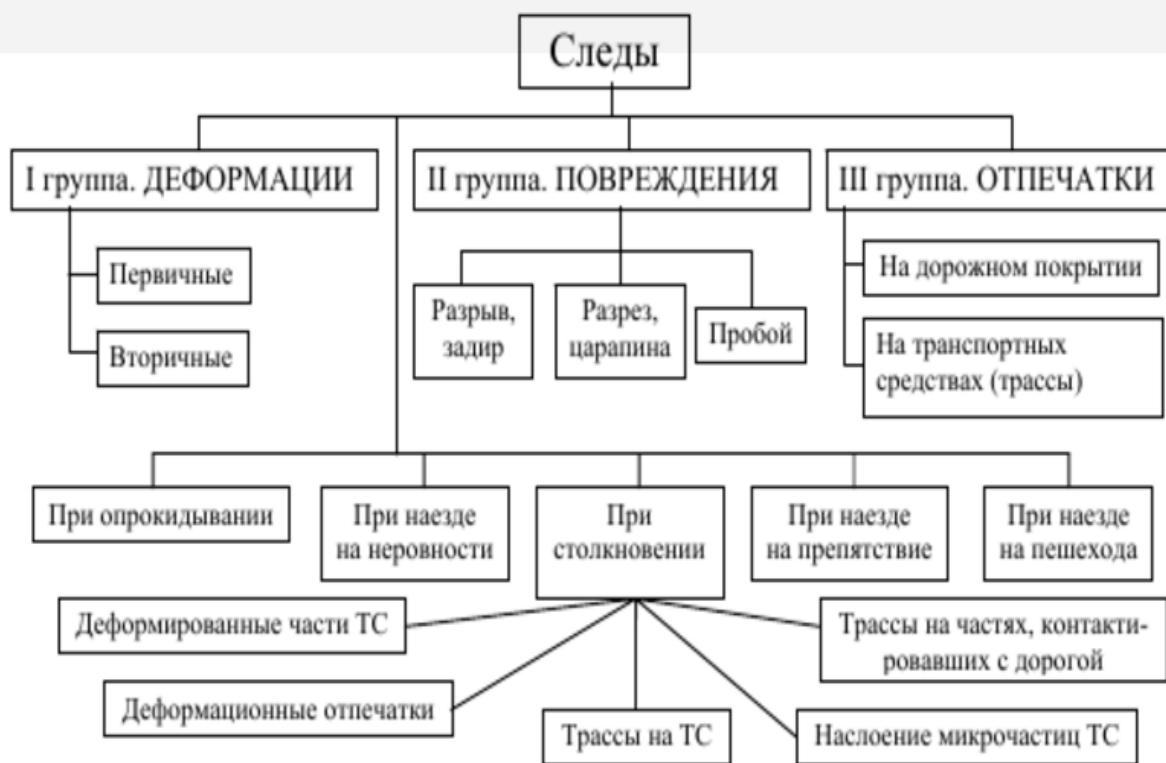 Следы
I группа. ДЕФОРМАЦИИ
II группа. ПОВРЕЖДЕНИЯ
III группа. ОТПЕЧАТКИ
Первичные
Вторичные
Разрыв,
задир
Разрез,
царапина
Пробой
На дорожном покрытии
На транспортных
средствах (трассы)
При опрокидывании
При наезде
на неровности
При
столкновении
При наезде
на препятствие
При наезде
на пешехода
Деформированные части ТС
Трассы на частях, контакти-
ровавших с дорогой
Деформационные отпечатки
Трассы на ТС
Наслоение микрочастиц ТС